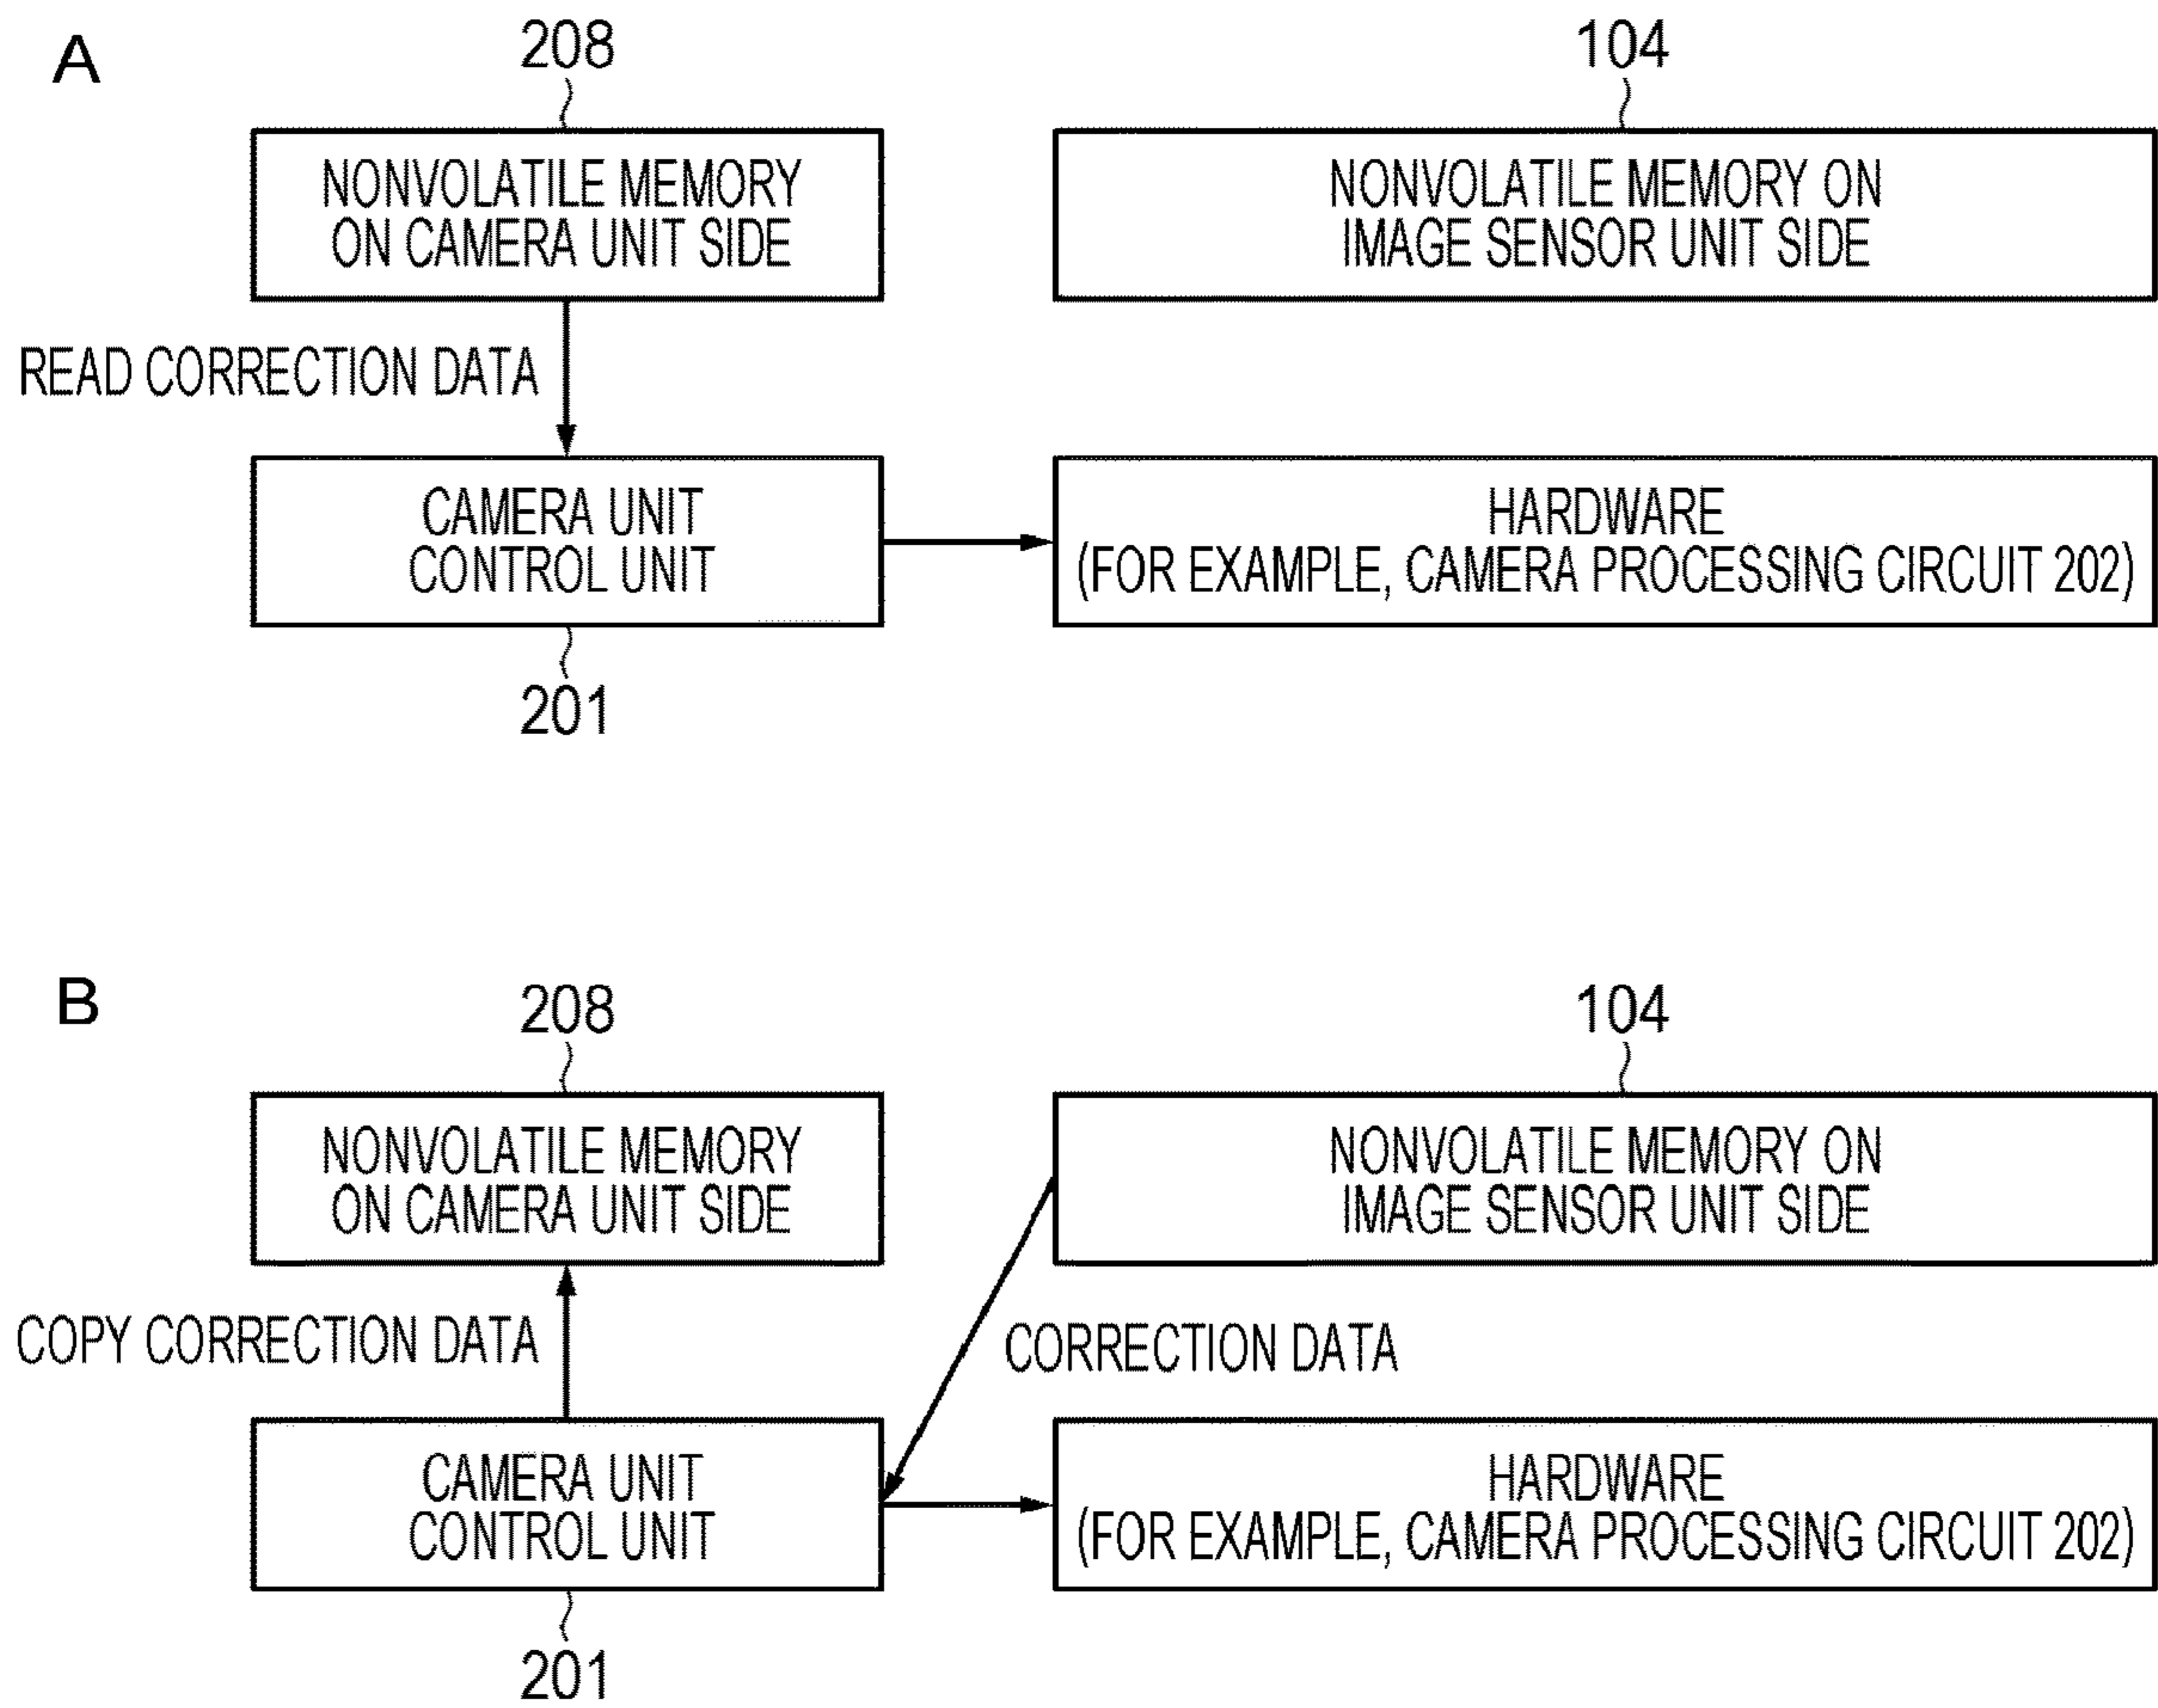 A
208
104
NONVOLATILE MEMORY
ON CAMERA UNIT SIDE
NONVOLATILE MEMORY ON
IMAGE SENSOR UNIT SIDE
READ CORRECTION DATA
CAMERA UNIT
CONTROL UNIT
HARDWARE
(FOR EXAMPLE, CAMERA PROCESSING CIRCUIT 202)
201
B
208
104
NONVOLATILE MEMORY
ON CAMERA UNIT SIDE
NONVOLATILE MEMORY ON
IMAGE SENSOR UNIT SIDE
COPY CORRECTION DATA
CORRECTION DATA
CAMERA UNIT
CONTROL UNIT
HARDWARE
(FOR EXAMPLE, CAMERA PROCESSING CIRCUIT 202)
201